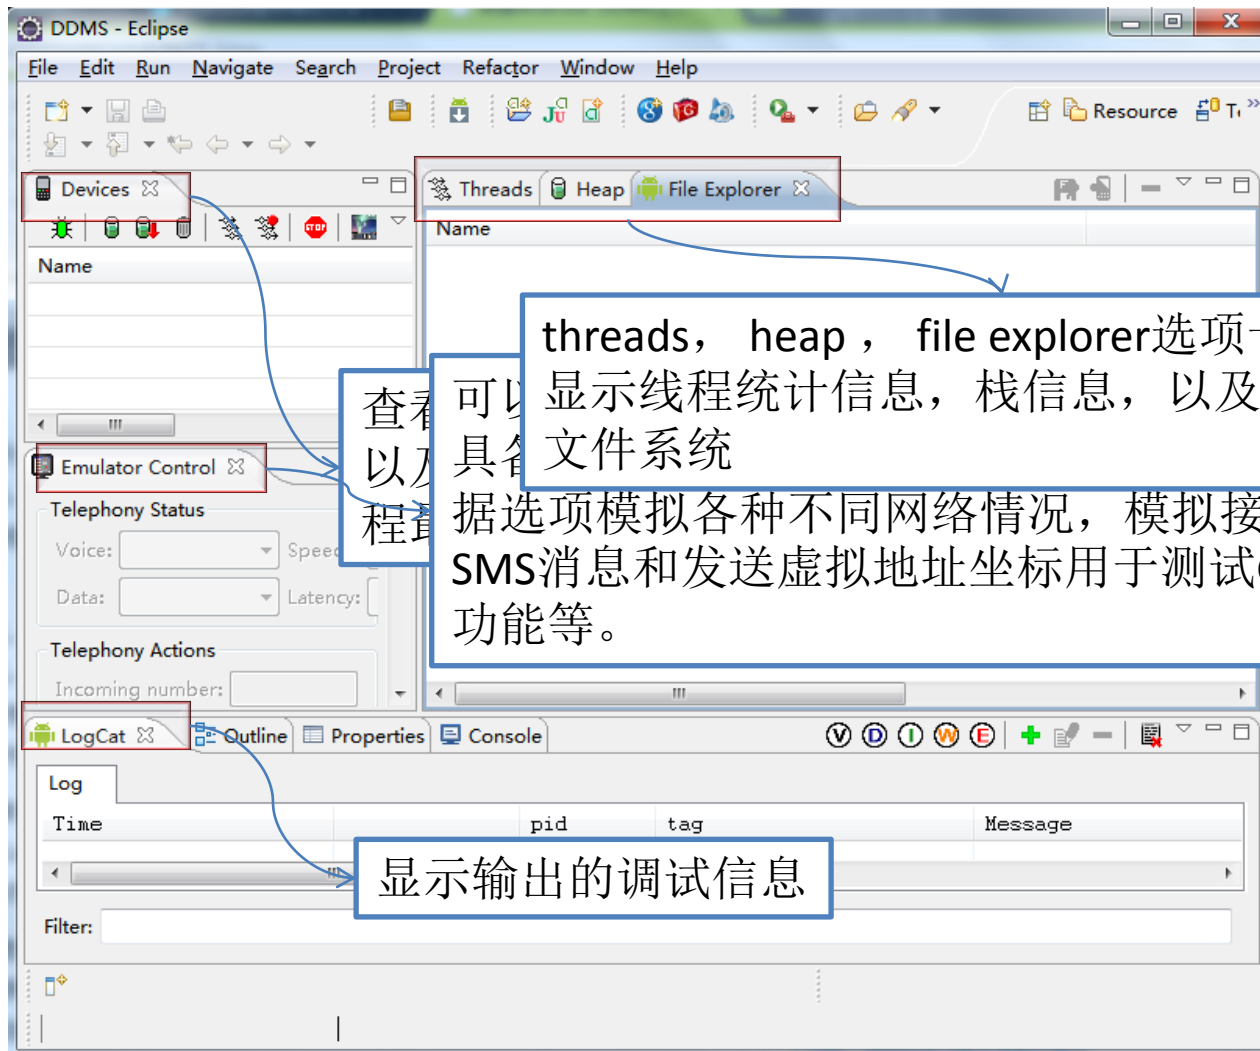 DDMS - Eclipse
File Edit Run Navigate Search Project Refactor Window Help
Resource
Devices
Threads Heap File Explorer
Name
Name
threads， heap ， file explorer选项
显示线程统计信息，栈信息，以及
文件系统
查
以及
程
可以
具备
据选项模拟各种不同网络情况，模拟接
SMS消息和发送虚拟地址坐标用于测试
功能等。
Emulator Control
Telephony Status
Voice: Speed
Data: Latency:
Telephony Actions
Incoming number:
LogCat Outline Properties Console
V D I W E
Log
Time pid tag Message
显示输出的调试信息
Filter: